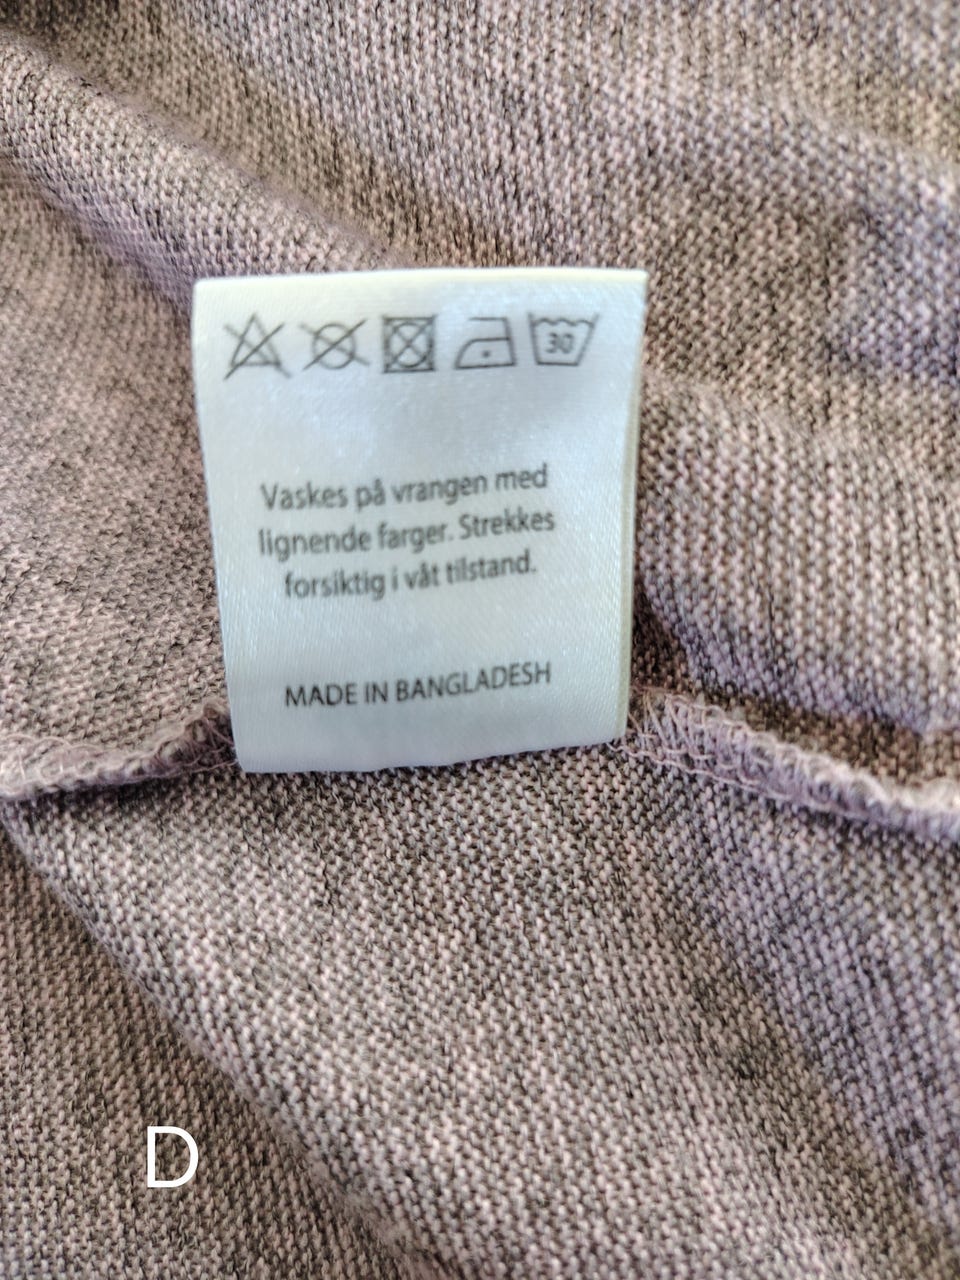 30
Vaskes på vrangen med
lignende farger. Strekkes
forsiktig i våt tilstand.
MADE IN BANGLADESH
D